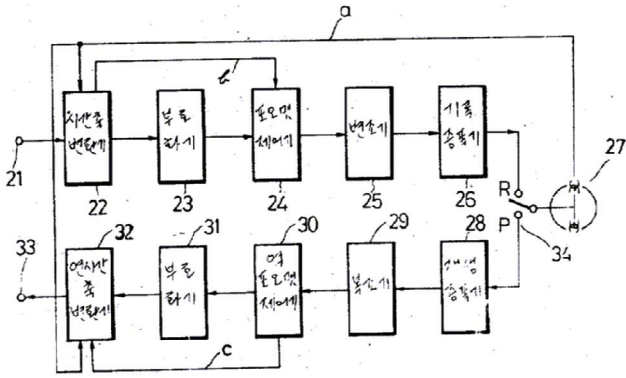 a
b
시간축
변환기
부호
화기
포오맷
제어기
변조기
기록
증폭기
27
21
22
23
24
25
26
R
P
34
33
32
31
30
29
28
역시간
축
변환기
부호
화기
역
포오맷
제어기
복조기
재생
증폭기
c